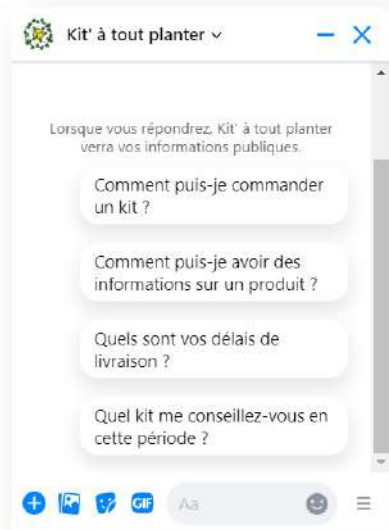 Kit' à tout planter
Lorsque vous répondrez, Kit' à tout planter
verra vos informations publiques.
Comment puis-je commander
un kit ?
Comment puis-je avoir des
informations sur un produit ?
Quels sont vos délais de
livraison ?
Quel kit me conseillez-vous en
cette période ?
GIF
Aa